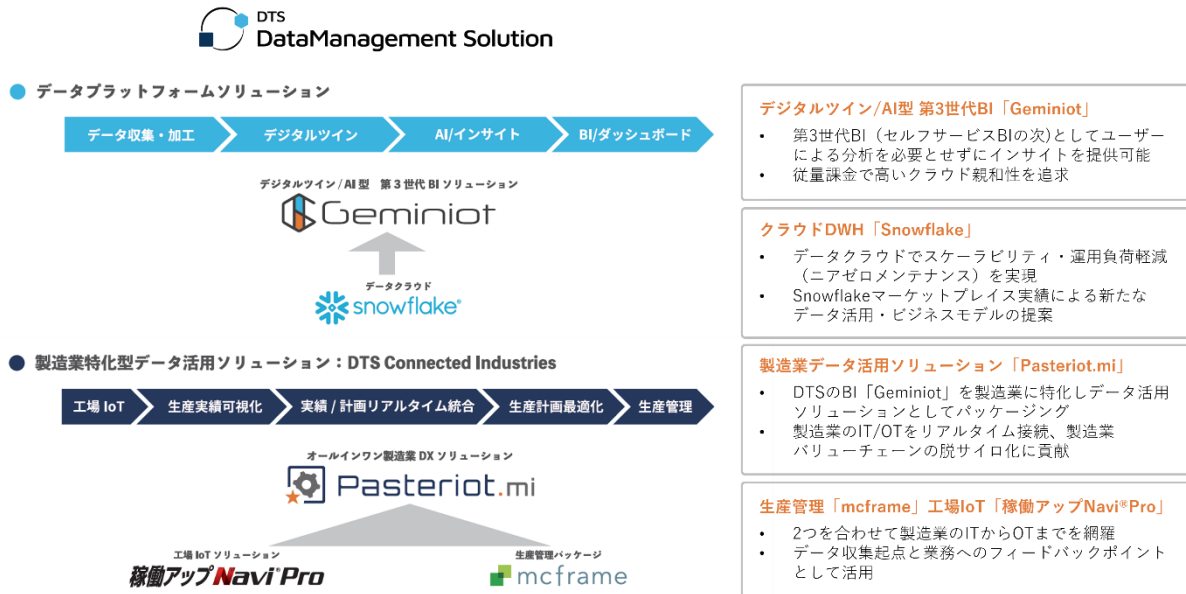 DTS
DataManagement Solution
データプラットフォームソリューション
データ収集・加工
デジタルツイン
AI/インサイト
BI/ダッシュボード
デジタルツイン/AI型 第3世代BIソリューション
Geminiot
データクラウド
snowflake®
製造業特化型データ活用ソリューション：DTS Connected Industries
工場 IoT
生産実績可視化
実績 / 計画リアルタイム統合
生産計画最適化
生産管理
オールインワン製造業 DX ソリューション
Pasteriot.mi
工場 IoT ソリューション
稼働アップNavi®Pro
生産管理パッケージ
mcframe
デジタルツイン/AI型 第3世代BI「Geminiot」
• 第3世代BI（セルフサービスBIの次)としてユーザー
による分析を必要とせずにインサイトを提供可能
• 従量課金で高いクラウド親和性を追求
クラウドDWH「Snowflake」
• データクラウドでスケーラビリティ・運用負荷軽減
（ニアゼロメンテナンス）を実現
• Snowflakeマーケットプレイス実績による新たな
データ活用・ビジネスモデルの提案
製造業データ活用ソリューション「Pasteriot.mi」
• DTSのBI「Geminiot」を製造業に特化しデータ活用
ソリューションとしてパッケージング
• 製造業のIT/OTをリアルタイム接続、製造業
バリューチェーンの脱サイロ化に貢献
生産管理「mcframe」工場IoT「稼働アップNavi®Pro」
• 2つを合わせて製造業のITからOTまでを網羅
• データ収集起点と業務へのフィードバックポイント
として活用